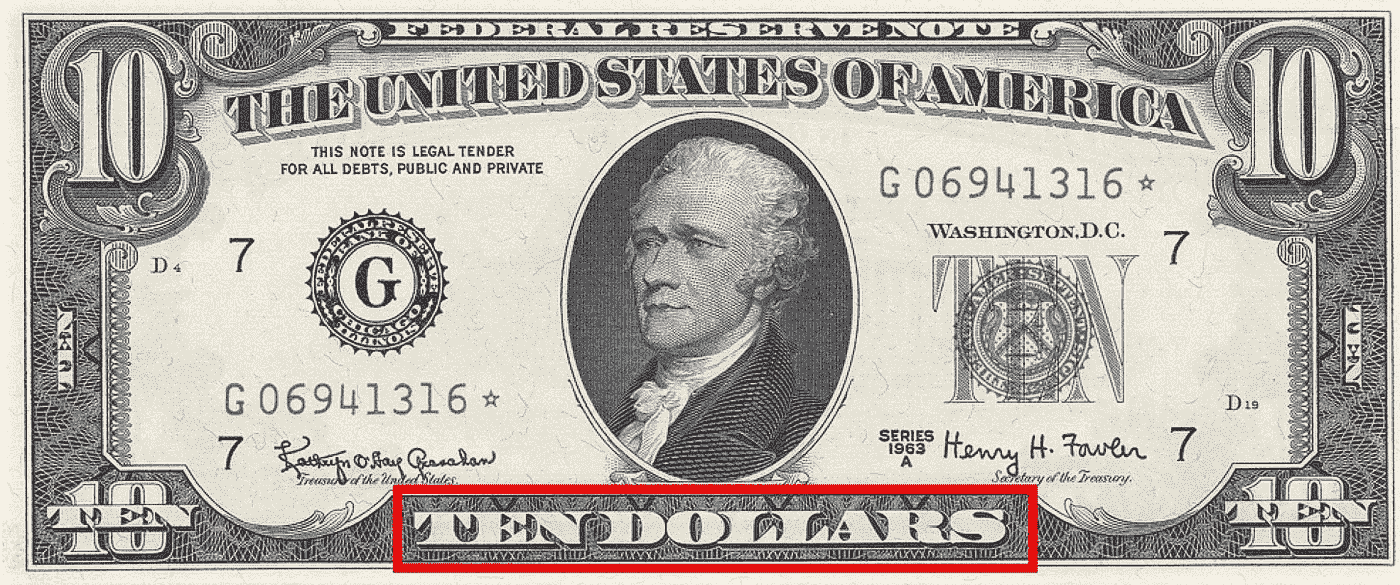 FEDERAL RESERVE NOTE
10
10
THE UNITED STATES OF AMERICA
THIS NOTE IS LEGAL TENDER
FOR ALL DEBTS, PUBLIC AND PRIVATE
G 06941316 ☆
WASHINGTON, D.C.
D 4
7
7
FEDERAL RESERVE
BANK OF
G
CHICAGO
ILLINOIS
TEN
TEN
TEN
G 06941316 ☆
D 19
7
Kathryn O'Hay Granahan
Treasurer of the United States.
SERIES
1963
A
Henry H. Fowler
7
Secretary of the Treasury.
10
TEN
TEN DOLLARS
10
TEN